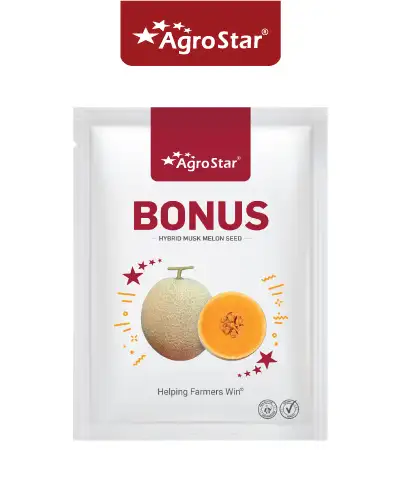 AgroStar®
AgroStar®
BONUS
HYBRID MUSK MELON SEED
Helping Farmers Win®